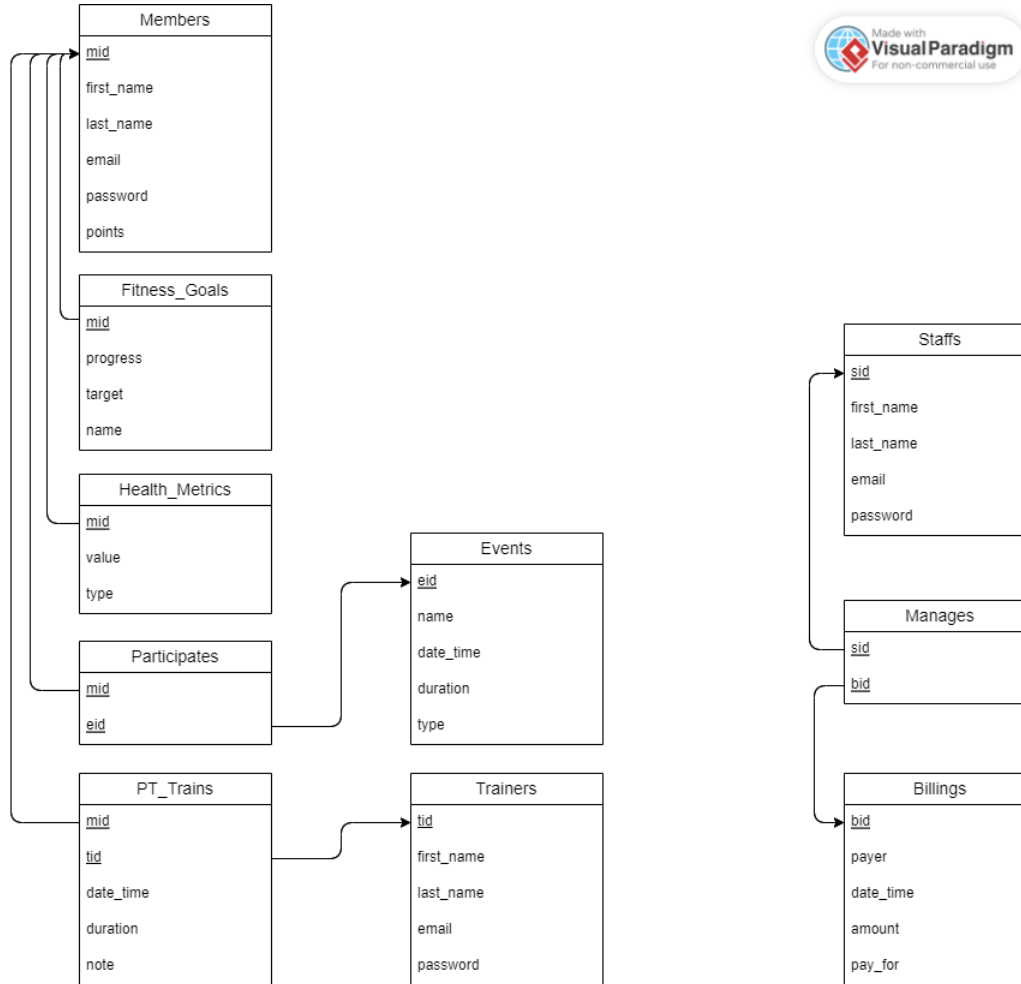 Members
mid
first_name
last_name
email
password
points
Fitness_Goals
mid
progress
target
name
Health_Metrics
mid
value
type
Participates
mid
eid
PT_Trains
mid
tid
date_time
duration
note
Events
eid
name
date_time
duration
type
Trainers
tid
first_name
last_name
email
password
Made with
Visual Paradigm
For non-commercial use
Staffs
sid
first_name
last_name
email
password
Manages
sid
bid
Billings
bid
payer
date_time
amount
pay_for